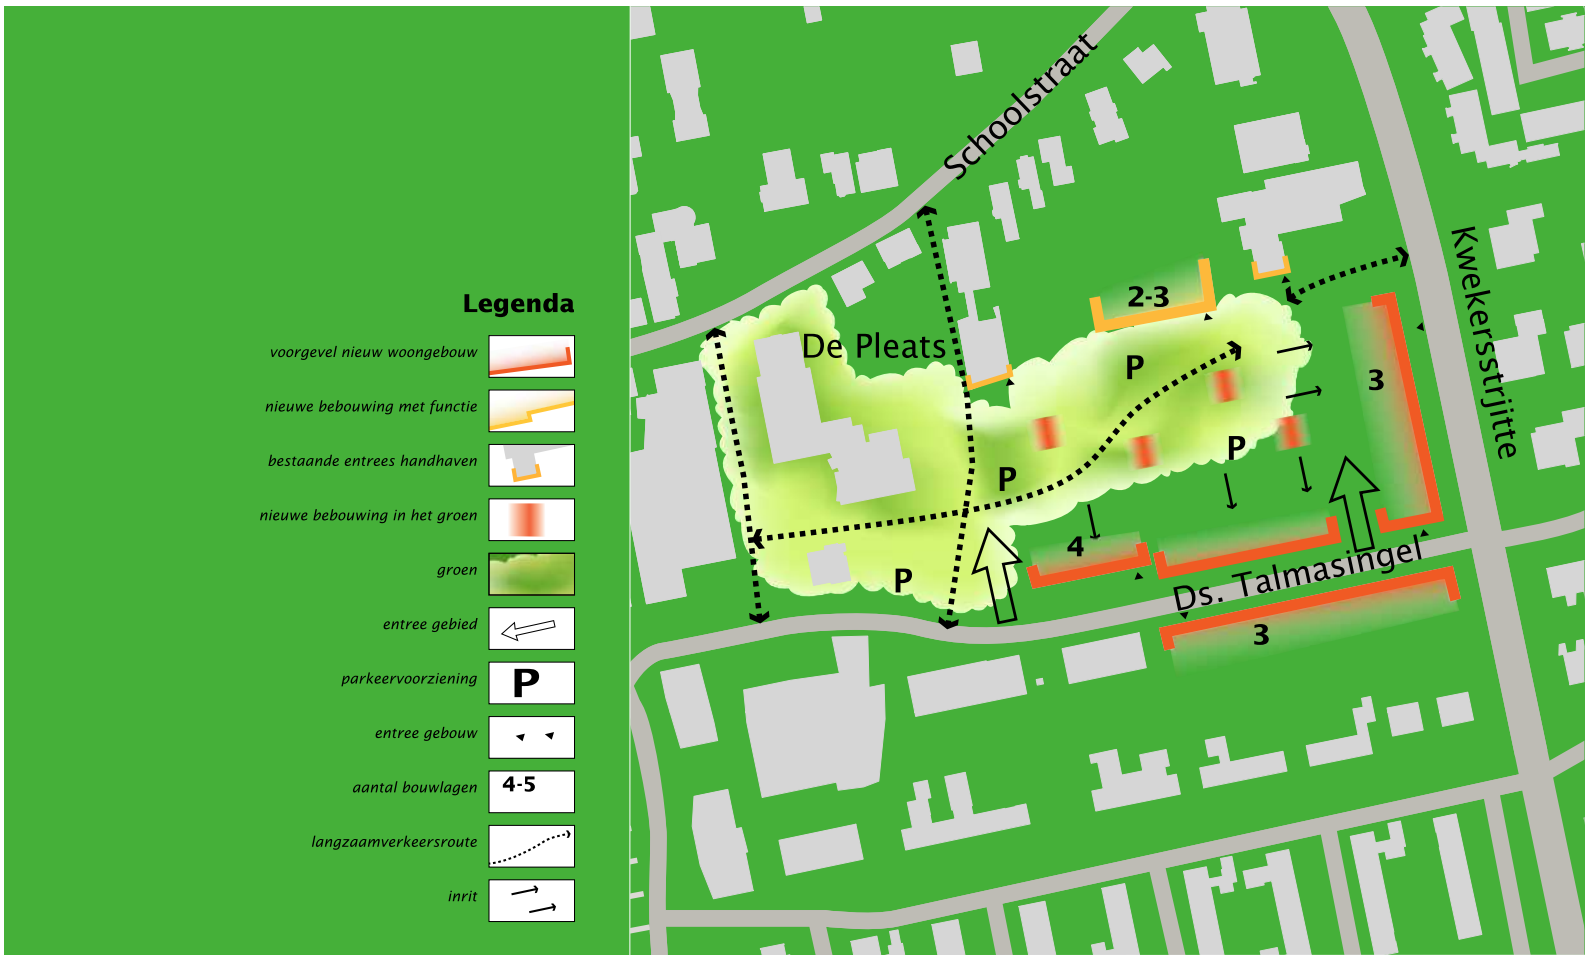 Legenda
voorgevel nieuw woongebouw
nieuwe bebouwing met functie
bestaande entrees handhaven
nieuwe bebouwing in het groen
groen
entree gebied
parkeervoorziening
P
entree gebouw
aantal bouwlagen
4-5
langzaamverkeersroute
inrit
Schoolstraat
Kwekersstrjitte
2-3
De Pleats
P
3
P
P
4
P
Ds. Talmasingel
3